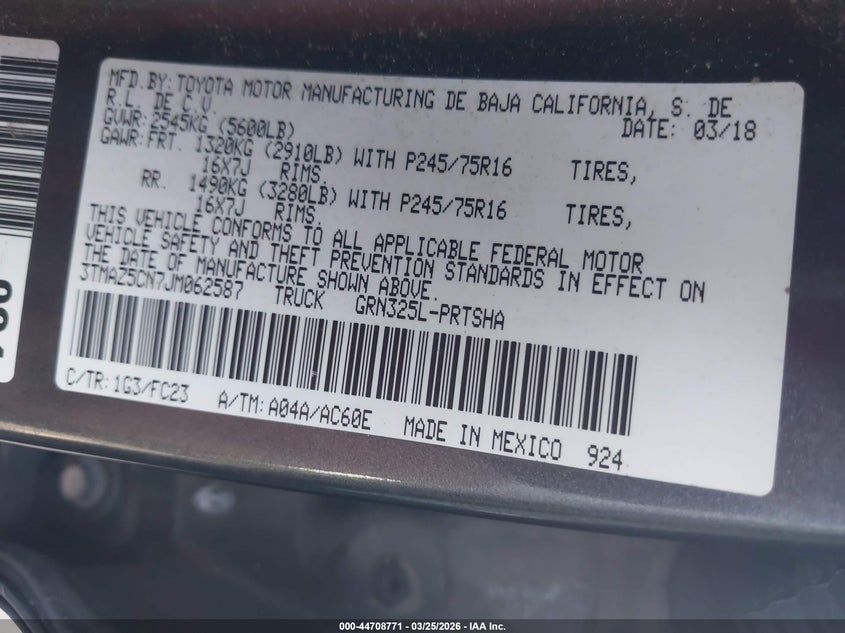 MFD.BY: TOYOTA MOTOR MANUFACTURING DE BAJA CALIFORNIA, S. DE
R.L. DE C.V. DATE: 03/18
GVWR: 2545KG (5600LB)
GAWR: FRT. 1320KG (2910LB) WITH P245/75R16 TIRES,
16X7J RIMS.
RR. 1490KG (3280LB) WITH P245/75R16 TIRES,
16X7J RIMS.
THIS VEHICLE CONFORMS TO ALL APPLICABLE FEDERAL MOTOR
VEHICLE SAFETY AND THEFT PREVENTION STANDARDS IN EFFECT ON
THE DATE OF MANUFACTURE SHOWN ABOVE.
3TMAZ5CN7JM062587 TRUCK GRN325L-PRTSHA
C/TR: 1G3/FC23 A/TM: A04A/AC60E MADE IN MEXICO 924
000-44708771 | 03/25/2026 - IAA Inc.